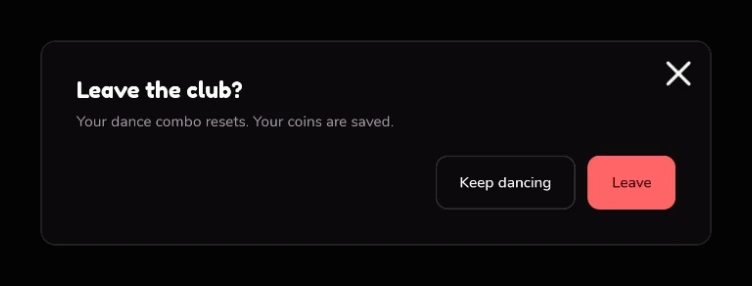 Leave the club?
Your dance combo resets. Your coins are saved.
Keep dancing
Leave